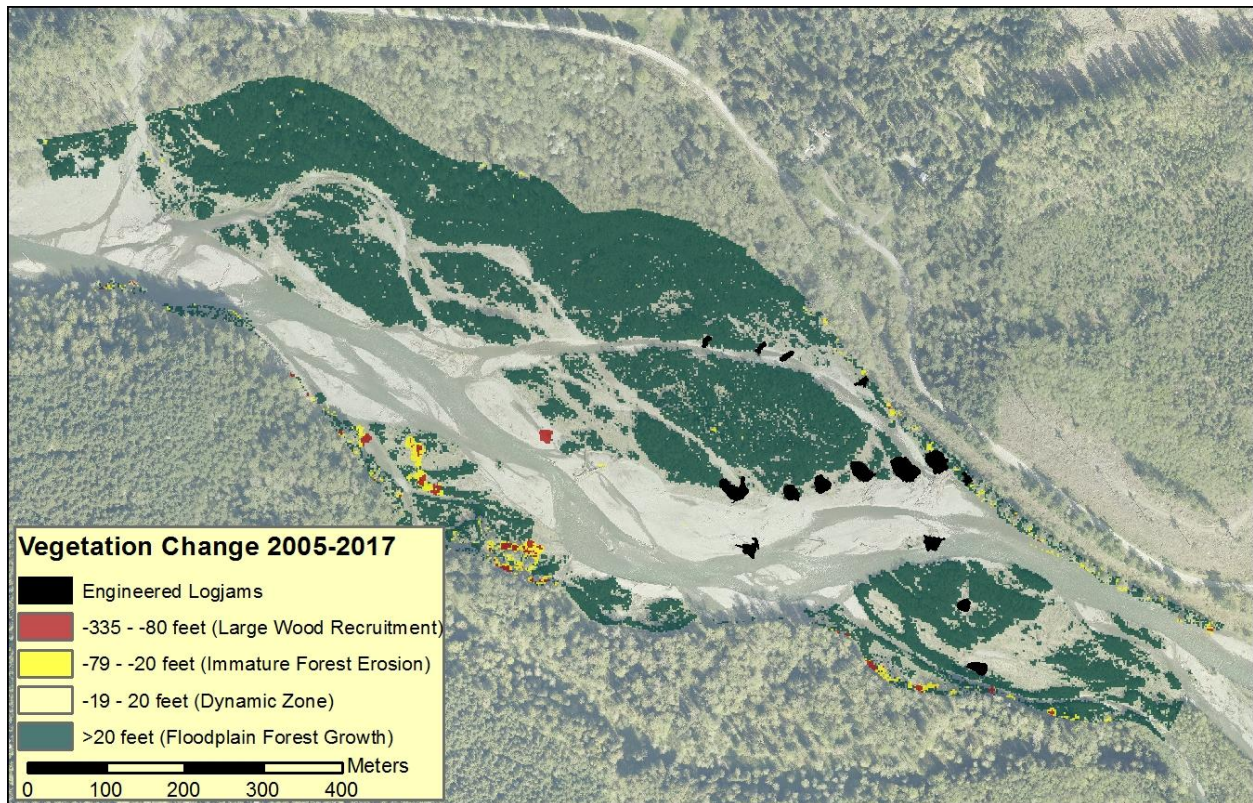 Vegetation Change 2005-2017
Engineered Logjams
-335 - -80 feet (Large Wood Recruitment)
-79 - -20 feet (Immature Forest Erosion)
-19 - 20 feet (Dynamic Zone)
>20 feet (Floodplain Forest Growth)
Meters
0 100 200 300 400